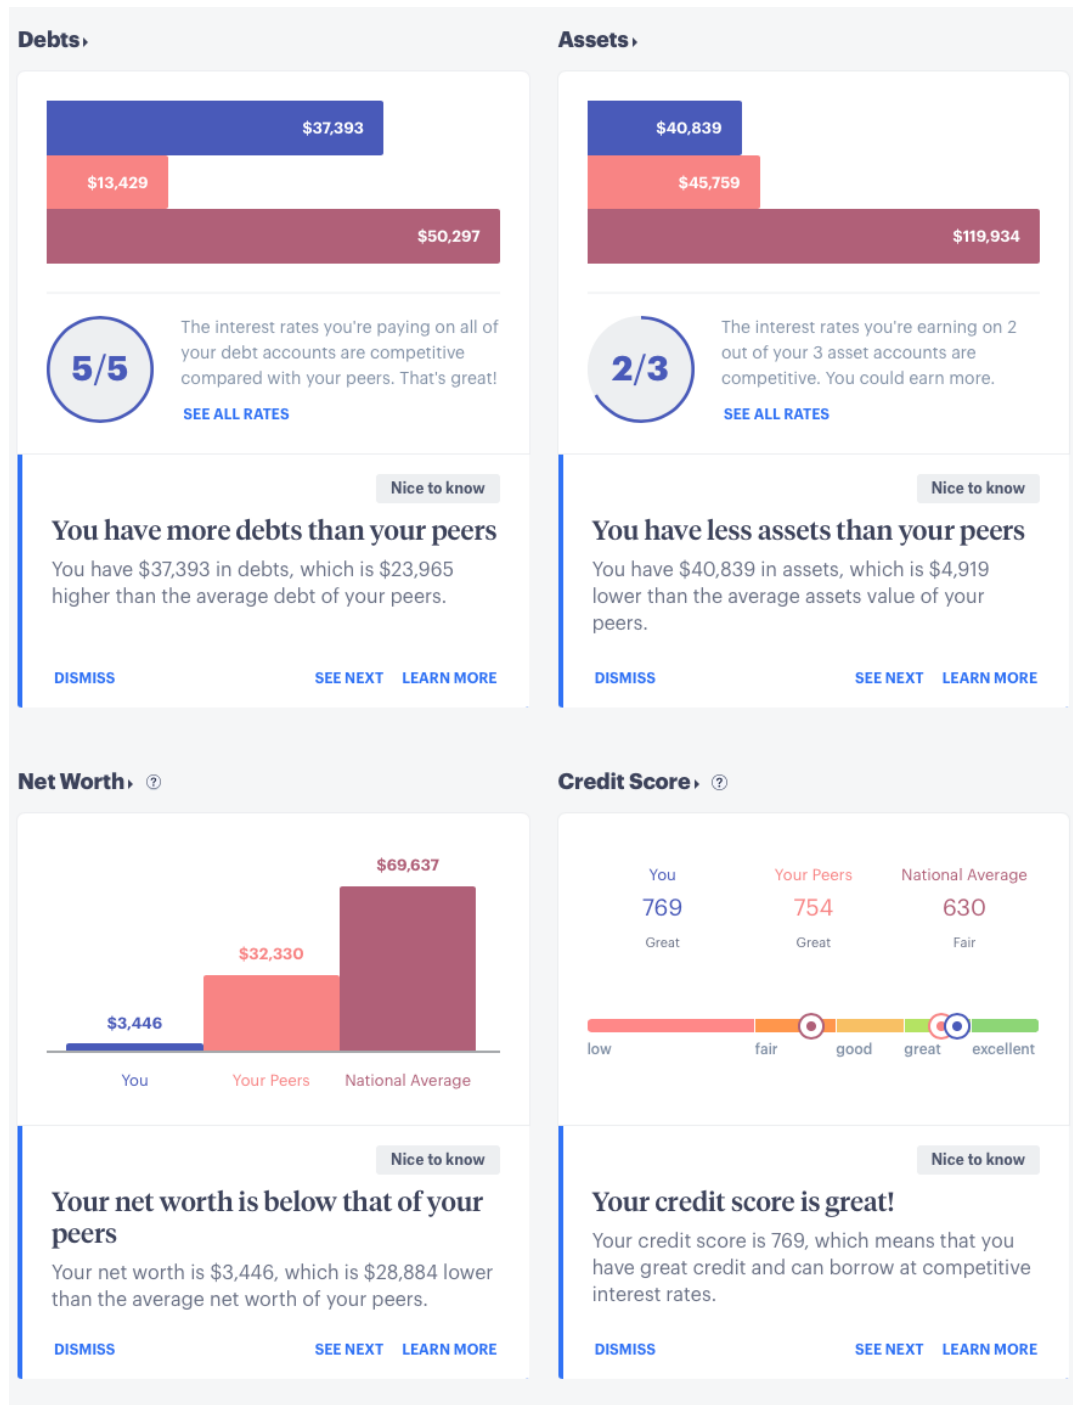 Debts
$37,393
$13,429
$50,297
5/5
The interest rates you're paying on all of
your debt accounts are competitive
compared with your peers. That's great!
SEE ALL RATES
Nice to know
You have more debts than your peers
You have $37,393 in debts, which is $23,965
higher than the average debt of your peers.
DISMISS SEE NEXT LEARN MORE
Assets
$40,839
$45,759
$119,934
2/3
The interest rates you're earning on 2
out of your 3 asset accounts are
competitive. You could earn more.
SEE ALL RATES
Nice to know
You have less assets than your peers
You have $40,839 in assets, which is $4,919
lower than the average assets value of your
peers.
DISMISS SEE NEXT LEARN MORE
Net Worth ?
$69,637
$32,330
$3,446
You Your Peers National Average
Nice to know
Your net worth is below that of your
peers
Your net worth is $3,446, which is $28,884 lower
than the average net worth of your peers.
DISMISS SEE NEXT LEARN MORE
Credit Score ?
You Your Peers National Average
769 754 630
Great Great Fair
low fair good great excellent
Nice to know
Your credit score is great!
Your credit score is 769, which means that you
have great credit and can borrow at competitive
interest rates.
DISMISS SEE NEXT LEARN MORE